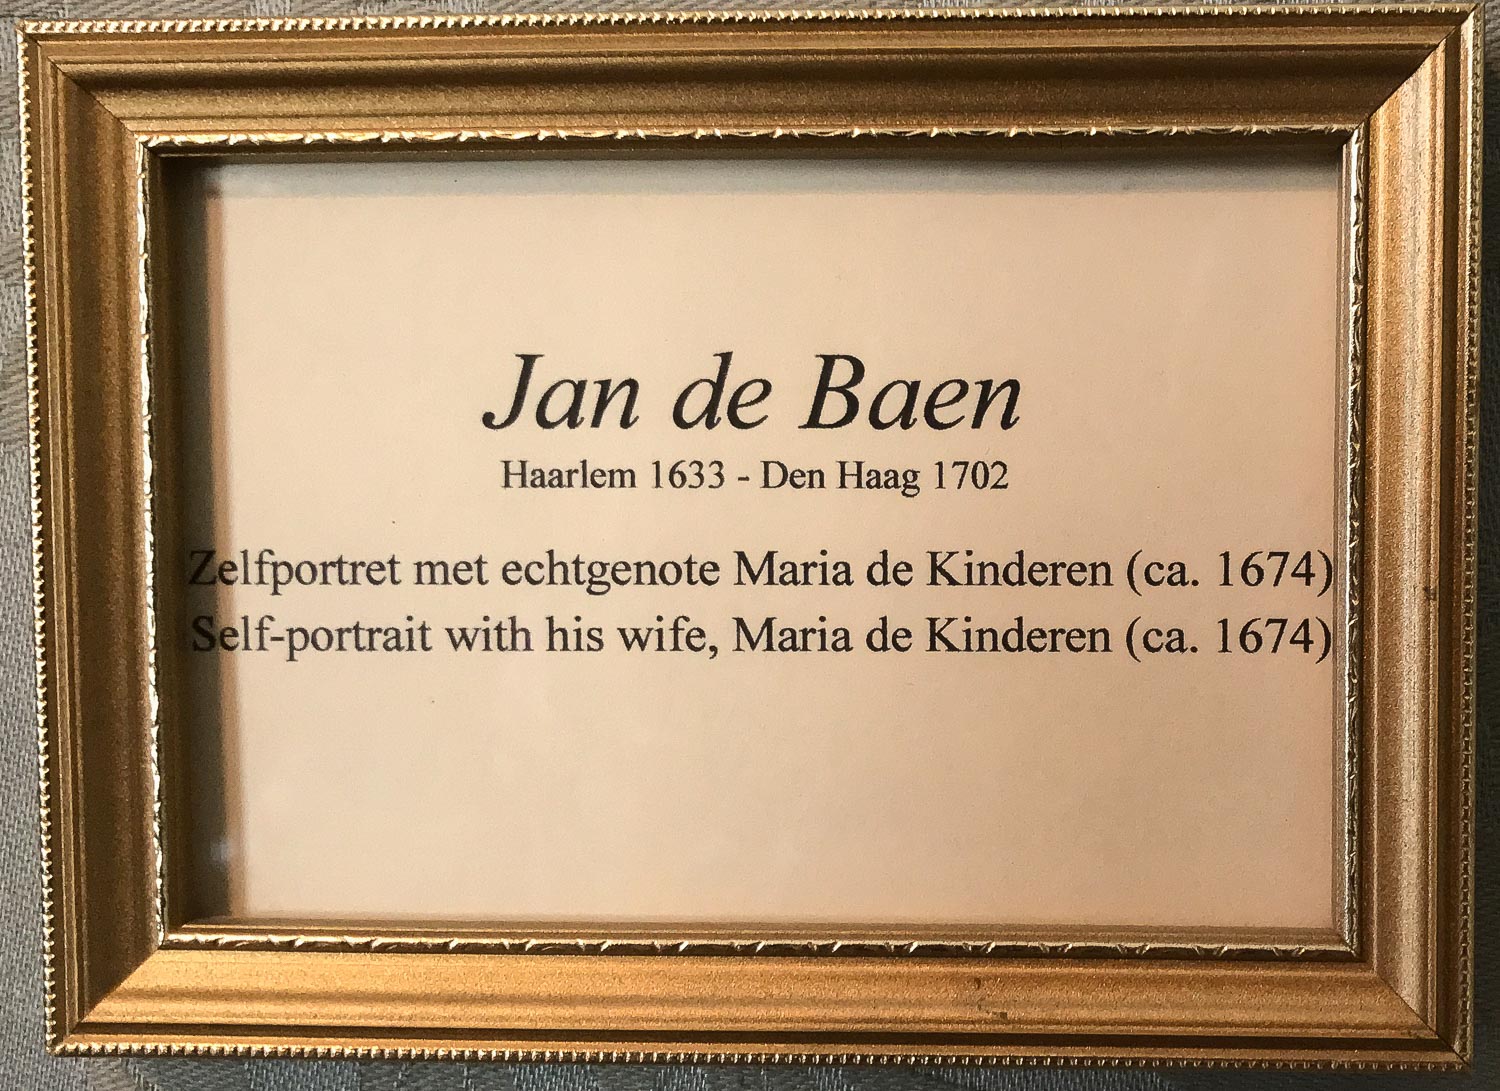 Jan de Baen
Haarlem 1633 - Den Haag 1702
Zelfportret met echtgenote Maria de Kinderen (ca. 1674)
Self-portrait with his wife, Maria de Kinderen (ca. 1674)